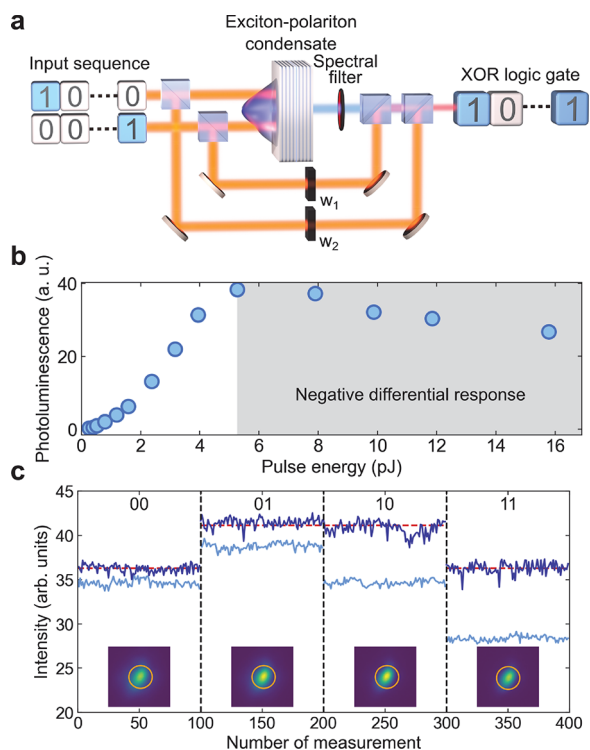 a
Exciton-polariton
condensate
Input sequence
Spectral
filter
XOR logic gate
1 0 0
0 0 1
1 0 1
w1
w2
b
Photoluminescence (a. u.)
40
20
0
Negative differential response
0 2 4 6 8 10 12 14 16
Pulse energy (pJ)
c
Intensity (arb. units)
45
40
35
30
25
20
00 01 10 11
0 50 100 150 200 250 300 350 400
Number of measurement